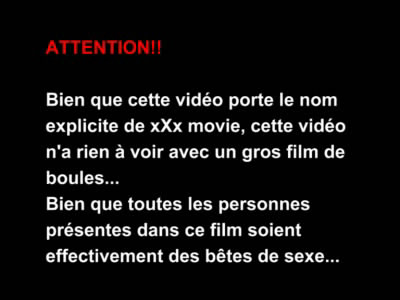 ATTENTION!!
Bien que cette vidéo porte le nom
explicite de xXx movie, cette vidéo
n'a rien à voir avec un gros film de
boules...
Bien que toutes les personnes
présentes dans ce film soient
effectivement des bêtes de sexe...